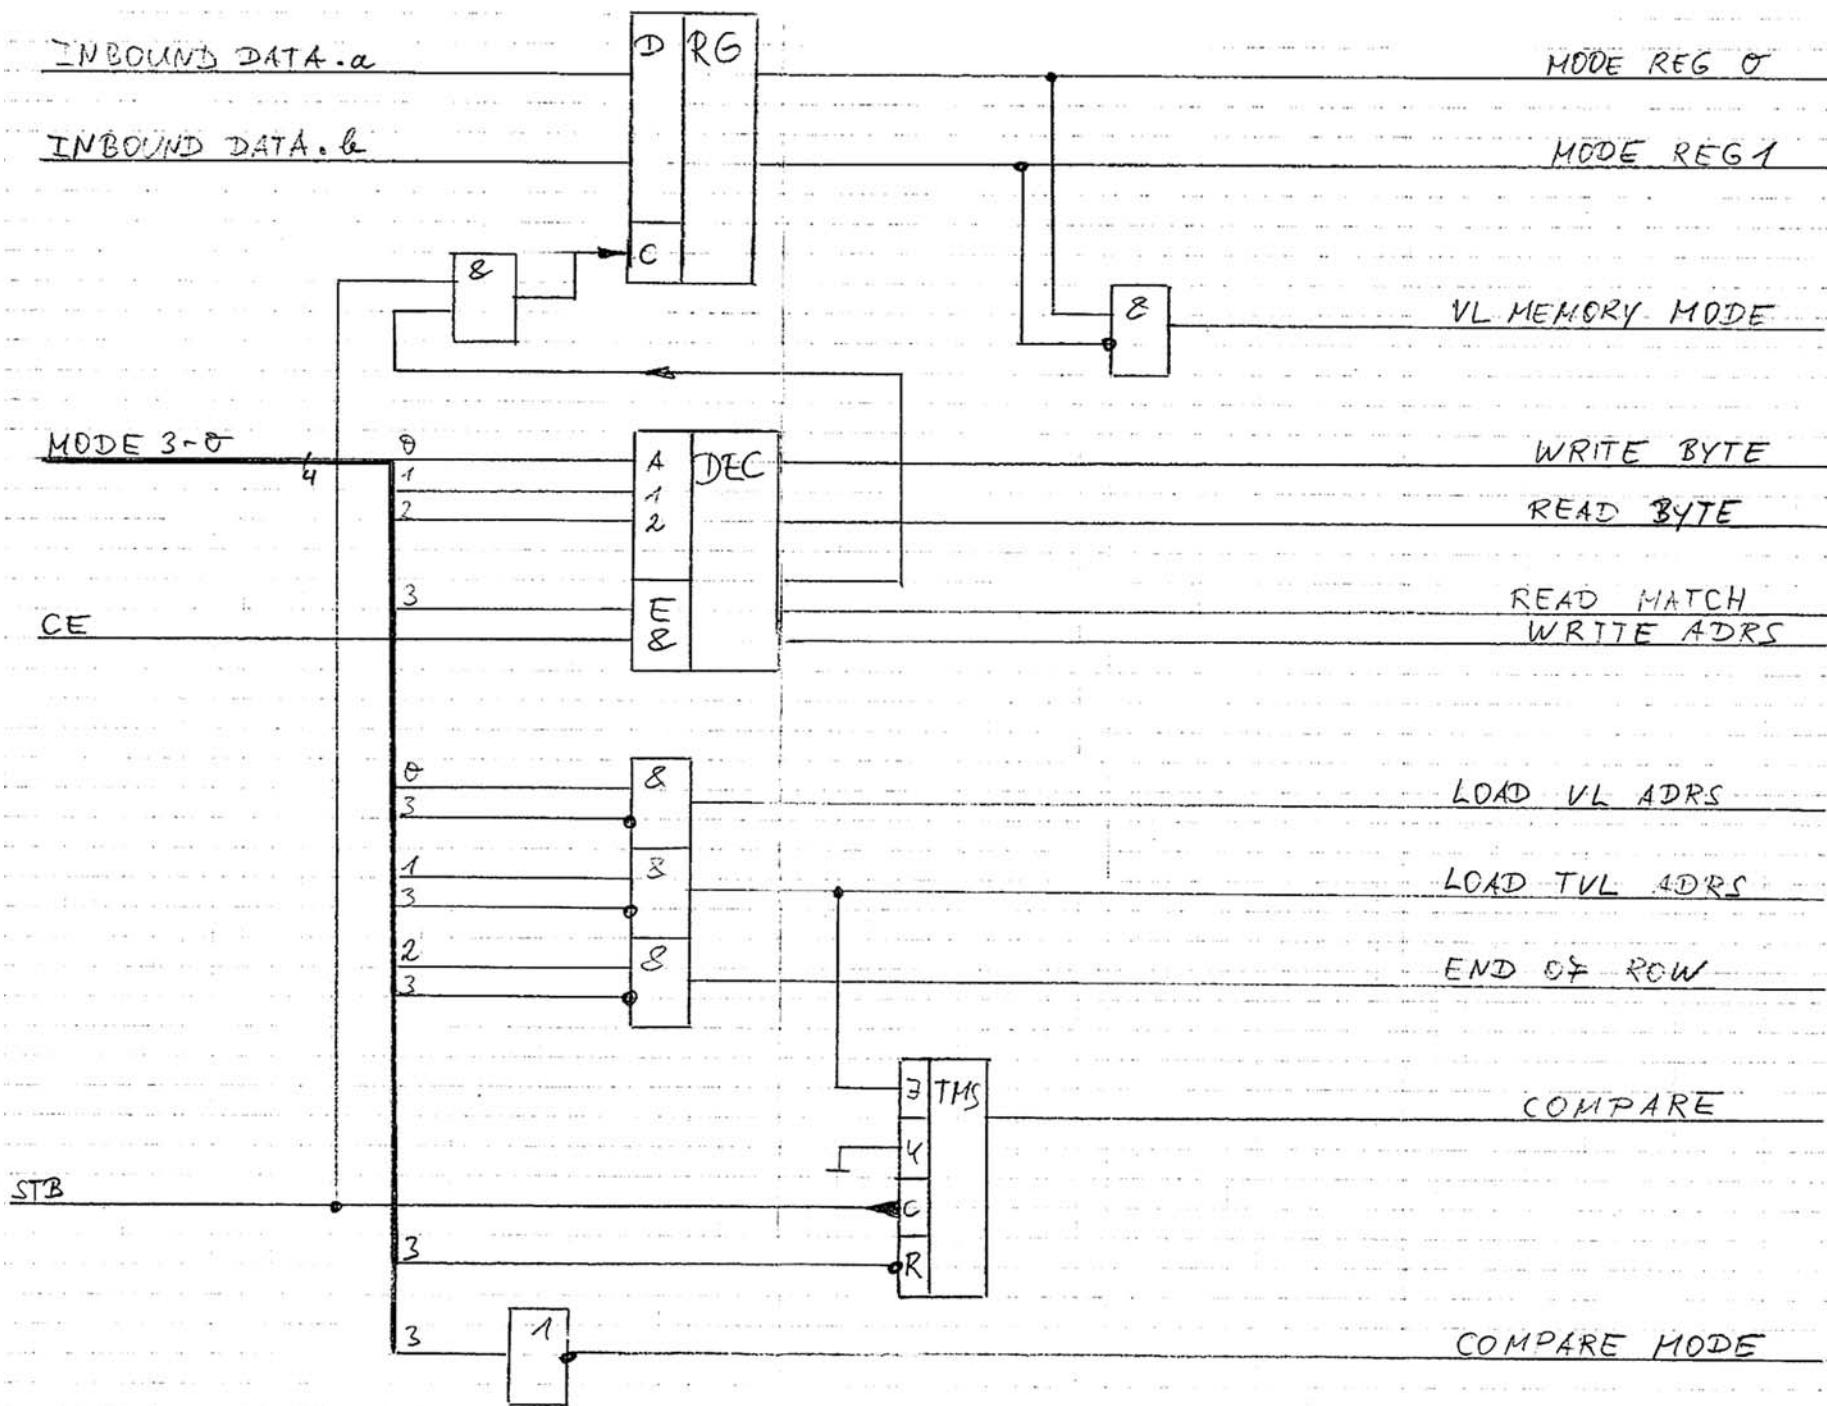 INBOUND DATA.a
D RG
MODE REG 0
INBOUND DATA.b
MODE REG 1
C
&
&
VL MEMORY MODE
MODE 3-0
4
0
A DEC
WRITE BYTE
1
1
2
2
READ BYTE
3
E
READ MATCH
CE
&
WRITE ADRS
0
&
3
LOAD VL ADRS
1
&
3
LOAD TVL ADRS
2
&
3
END OF ROW
J TMS
COMPARE
STB
C
3
R
3
1
COMPARE MODE